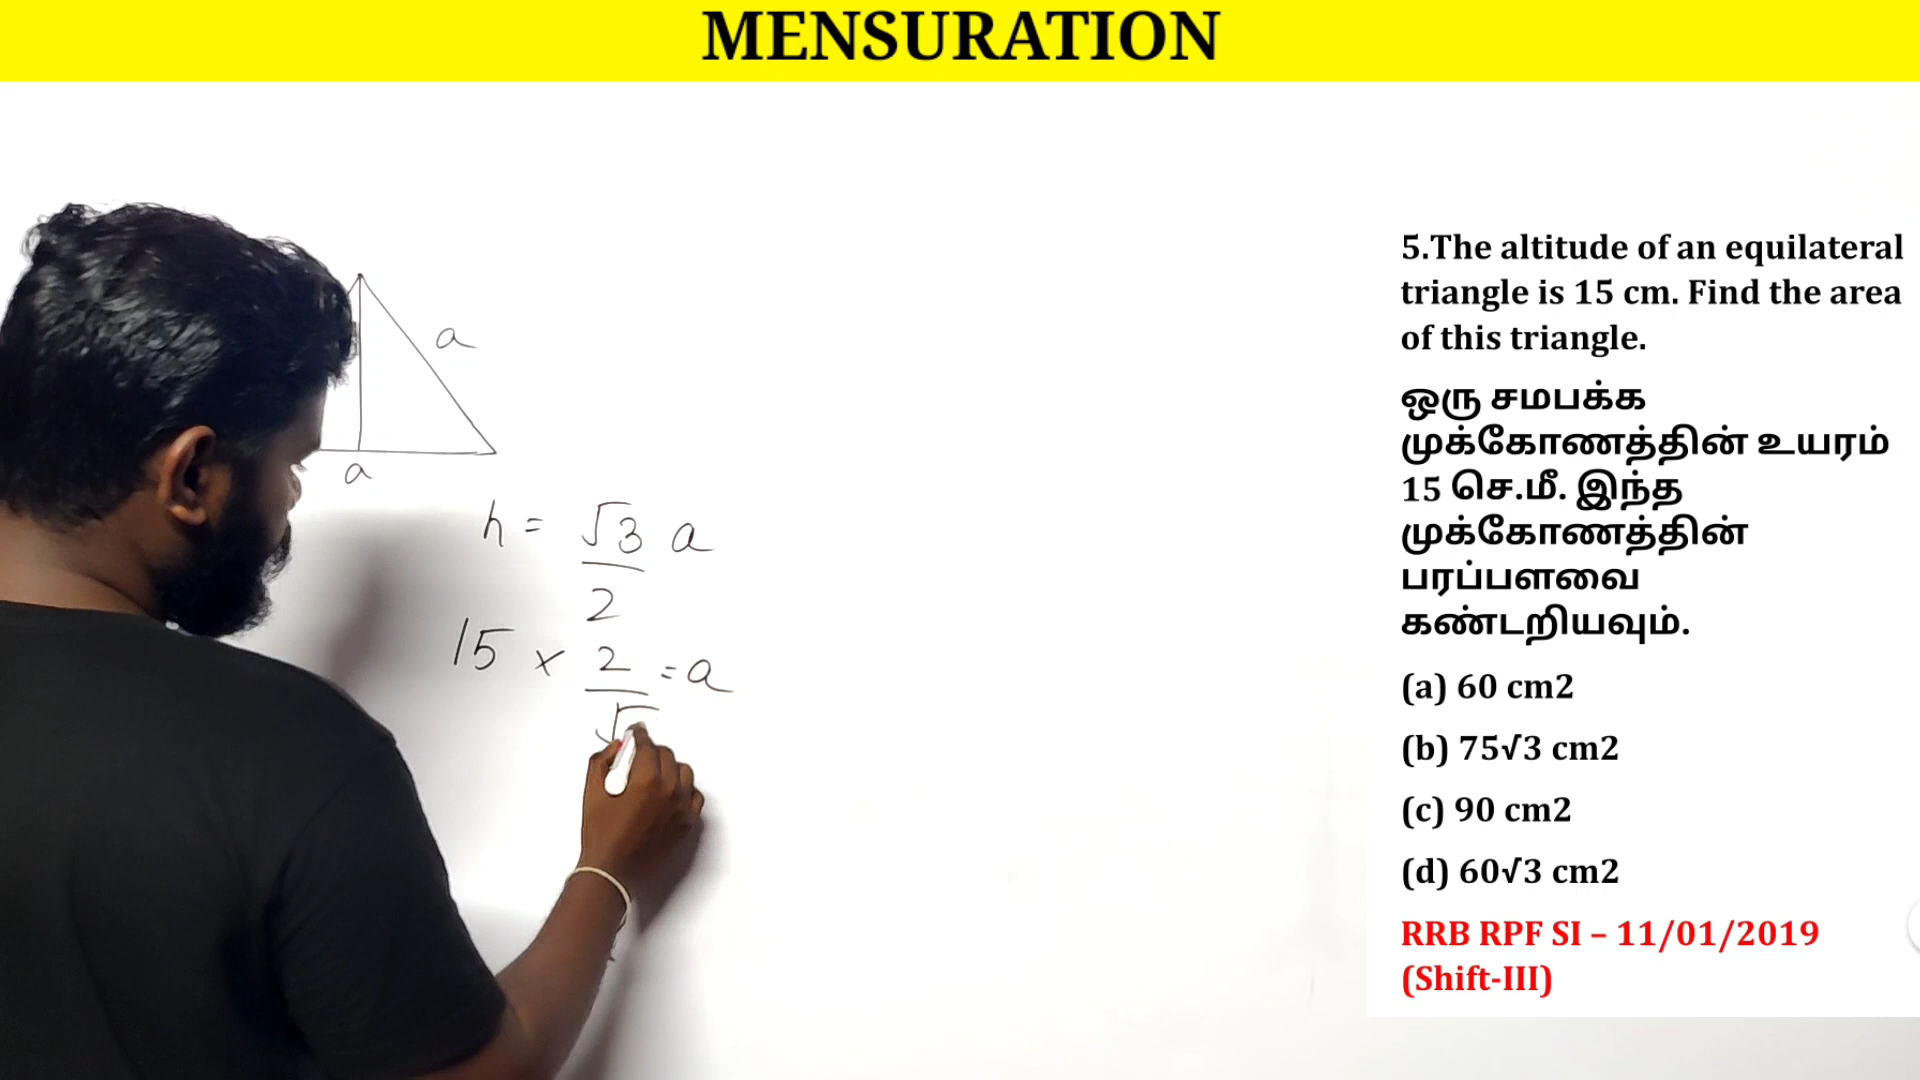 MENSURATION
a
a
h = √3 a
2
15 × 2 = a
√
5.The altitude of an equilateral
triangle is 15 cm. Find the area
of this triangle.
ஒரு சமபக்க
முக்கோணத்தின் உயரம்
15 செ.மீ. இந்த
முக்கோணத்தின்
பரப்பளவை
கண்டறியவும்.
(a) 60 cm2
(b) 75√3 cm2
(c) 90 cm2
(d) 60√3 cm2
RRB RPF SI – 11/01/2019
(Shift-III)